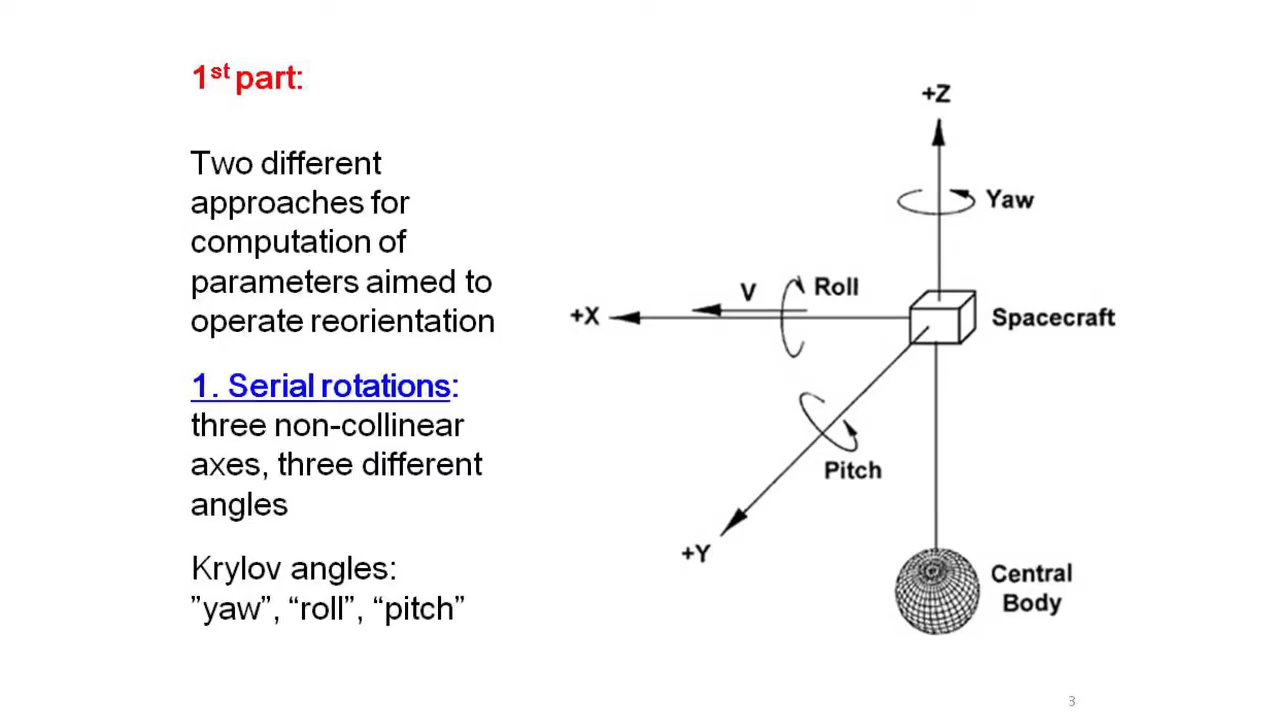 1st part:
Two different
approaches for
computation of
parameters aimed to
operate reorientation
1. Serial rotations:
three non-collinear
axes, three different
angles
Krylov angles:
”yaw”, “roll”, “pitch”
+Z
Yaw
Roll
V
+X
Spacecraft
Pitch
+Y
Central
Body
3